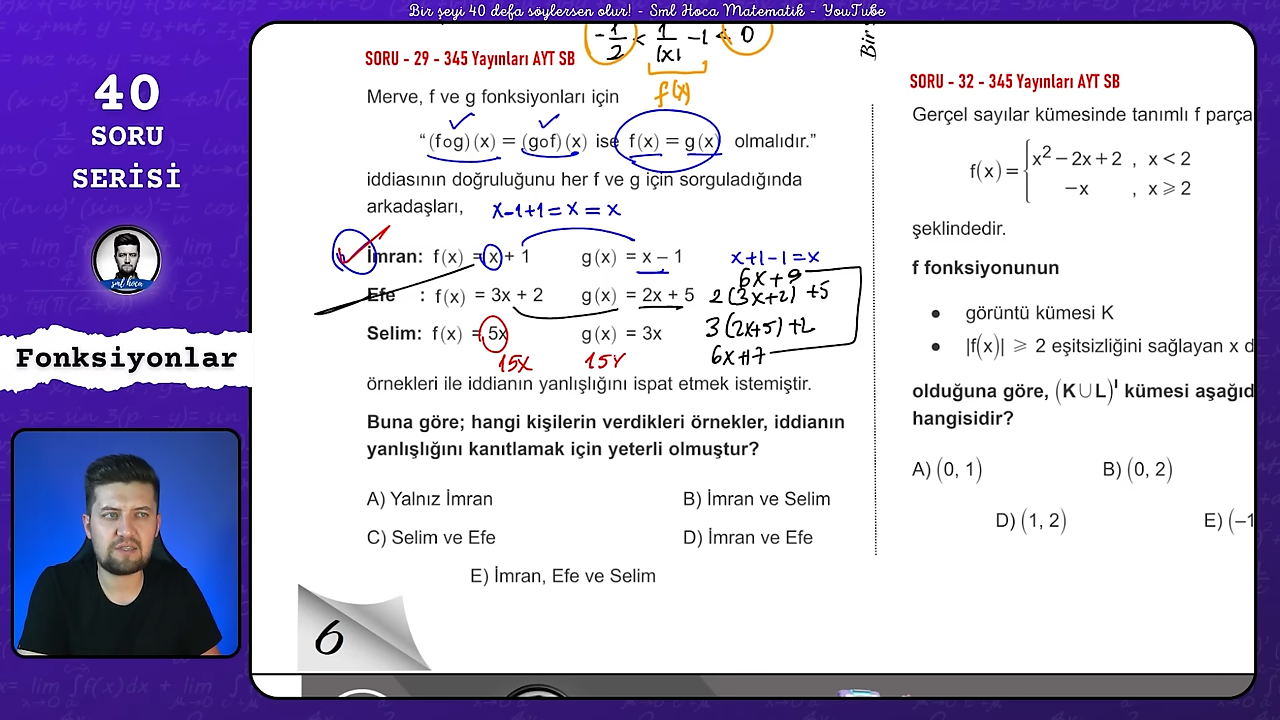 Bir şeyi 40 defa söylersen olur! - Sml Hoca Matematik - YouTube
40
SORU
SERİSİ
sml hoca
Fonksiyonlar
-1/2 < 1/|x| -1 < 0
f(x)
SORU - 29 - 345 Yayınları AYT SB
Merve, f ve g fonksiyonları için
“(fog)(x) = (gof)(x) ise f(x) = g(x) olmalıdır.”
iddiasının doğruluğunu her f ve g için sorguladığında
arkadaşları,
x-1+1=x=x
İmran: f(x) = x + 1 g(x) = x – 1
x+1-1=x
6x+9
Efe : f(x) = 3x + 2 g(x) = 2x + 5
2(3x+2)+5
3(2x+5)+2
Selim: f(x) = 5x g(x) = 3x
6x+17
15x 15x
örnekleri ile iddianın yanlışlığını ispat etmek istemiştir.
Buna göre; hangi kişilerin verdikleri örnekler, iddianın
yanlışlığını kanıtlamak için yeterli olmuştur?
A) Yalnız İmran
B) İmran ve Selim
C) Selim ve Efe
D) İmran ve Efe
E) İmran, Efe ve Selim
6
Bir
SORU - 32 - 345 Yayınları AYT SB
Gerçel sayılar kümesinde tanımlı f parça
f(x) = { x² – 2x + 2 , x < 2
–x , x ⩾ 2
şeklindedir.
f fonksiyonunun
• görüntü kümesi K
• |f(x)| ⩾ 2 eşitsizliğini sağlayan x d
olduğuna göre, (K∪L)' kümesi aşağıd
hangisidir?
A) (0, 1)
B) (0, 2)
D) (1, 2)
E) (–1